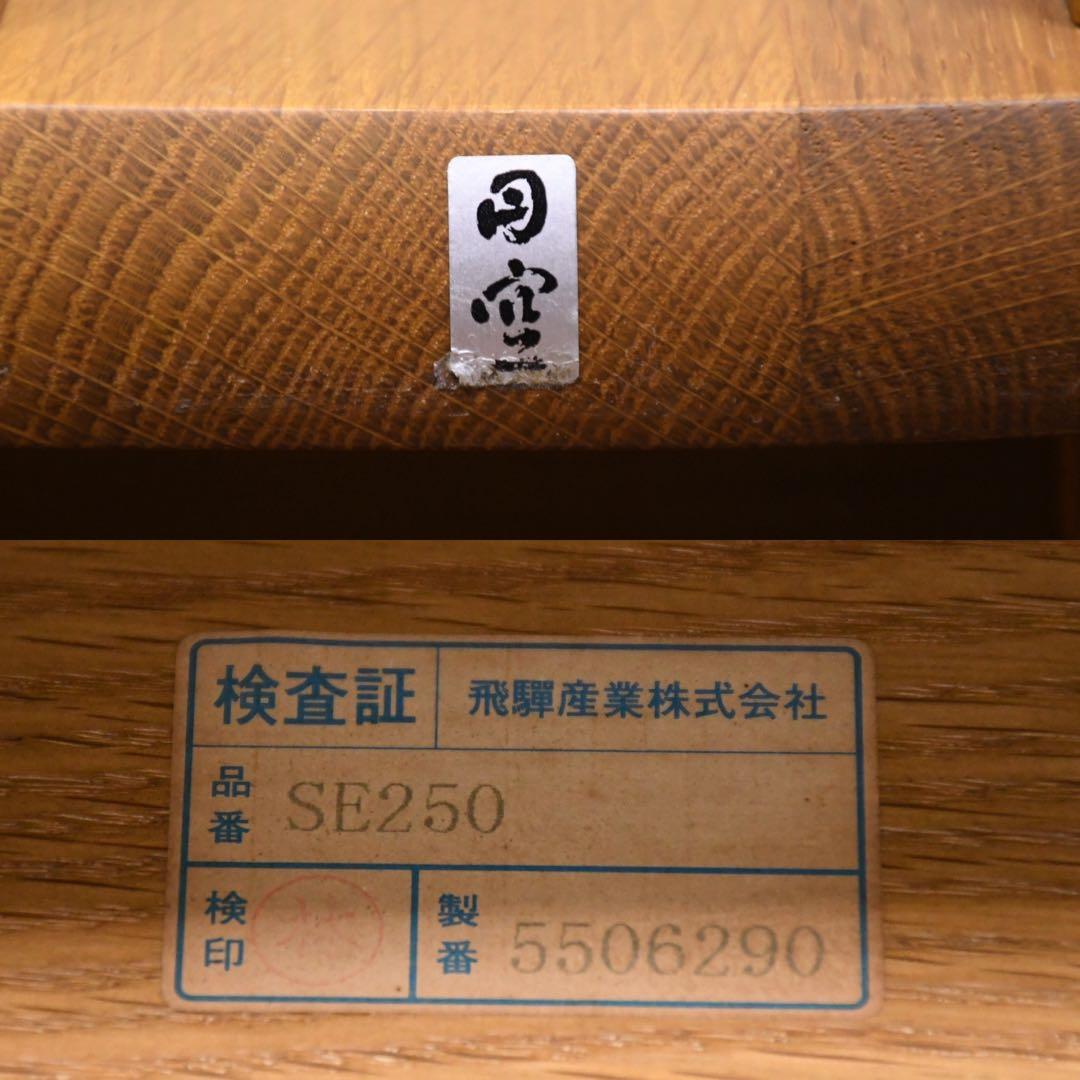 円空
検査証 飛驒産業株式会社
品番 SE250
検印
製番 5506290